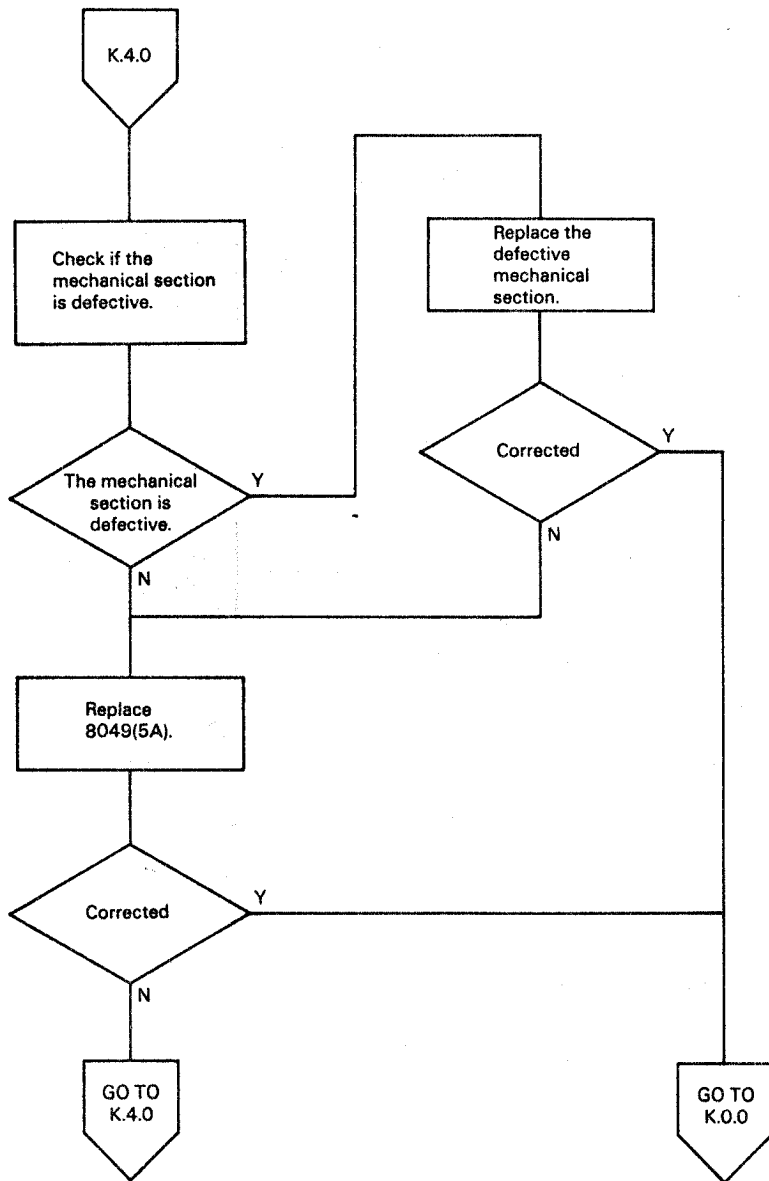 K.4.0
Check if the
mechanical section
is defective.
The mechanical
section is
defective.
Y
N
Replace the
defective
mechanical
section.
Corrected
Y
N
Replace
8049(5A).
Corrected
Y
N
GO TO
K.4.0
GO TO
K.0.0